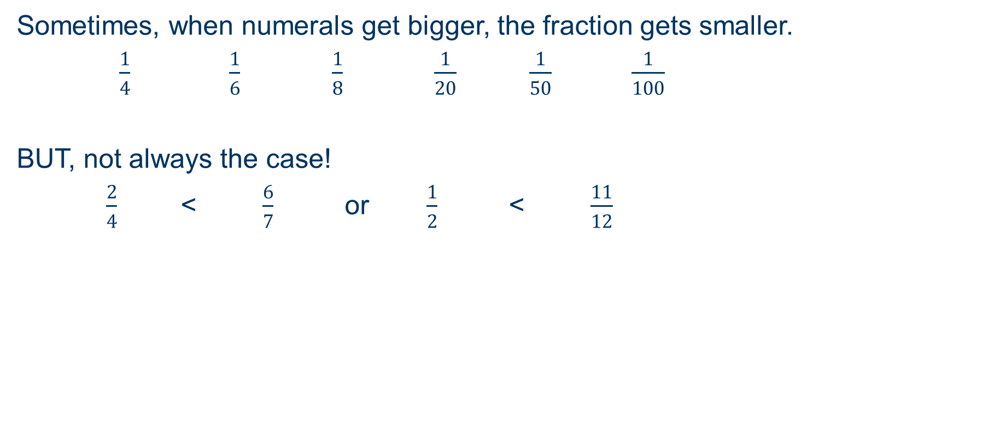 Sometimes, when numerals get bigger, the fraction gets smaller.
1/4 1/6 1/8 1/20 1/50 1/100
BUT, not always the case!
2/4 < 6/7 or 1/2 < 11/12